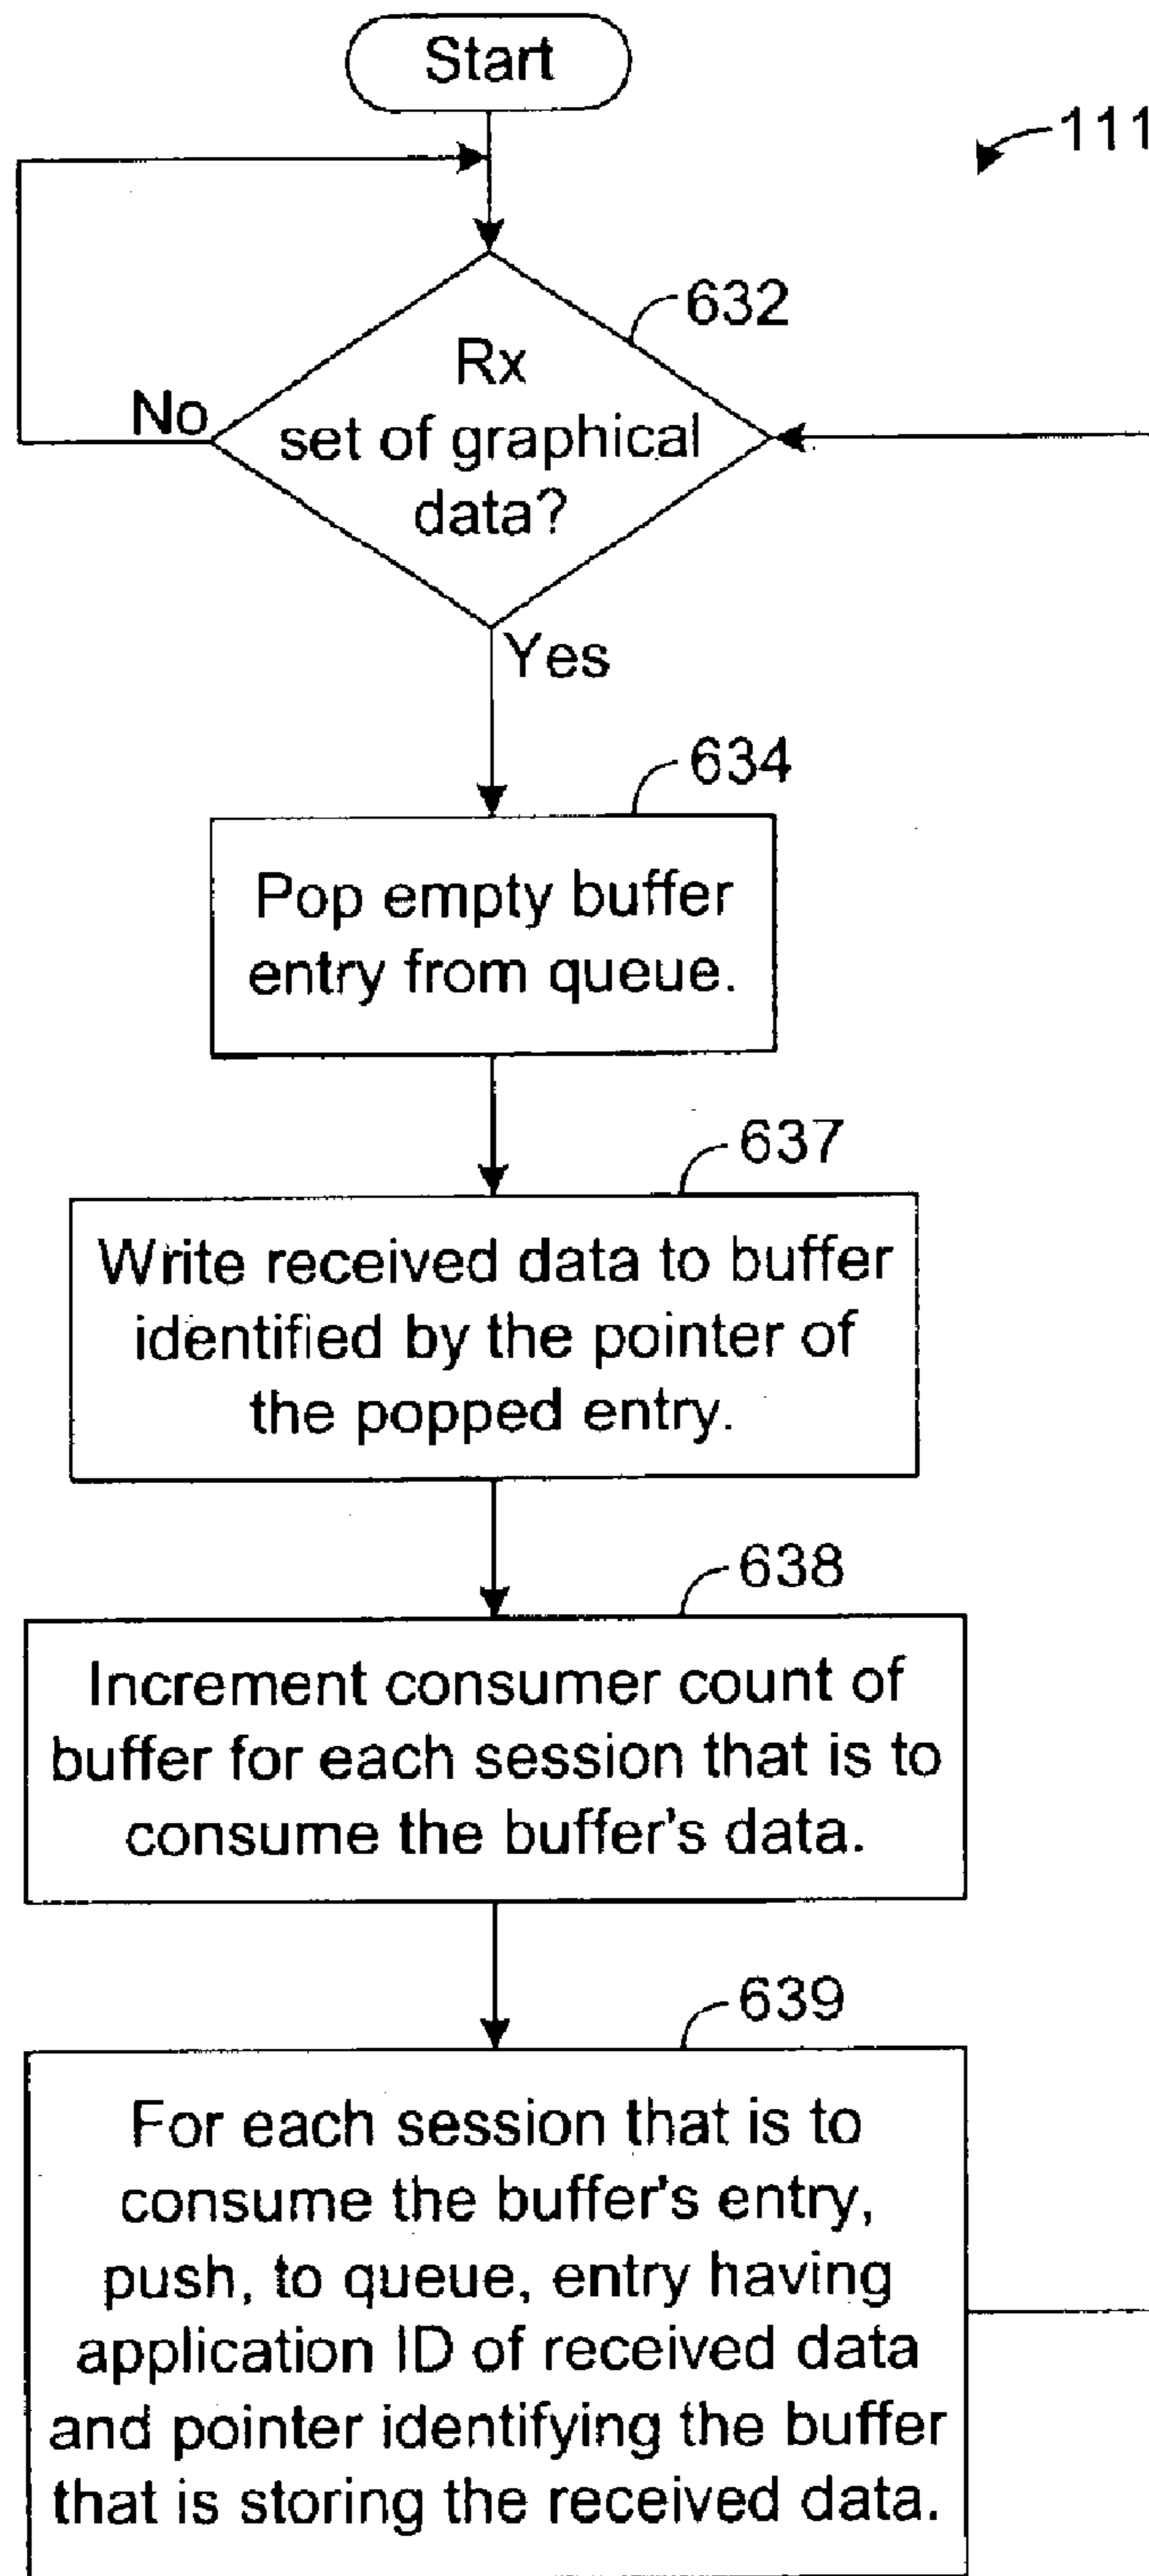 Start
111
632
Rx
set of graphical
data?
No
Yes
634
Pop empty buffer
entry from queue.
637
Write received data to buffer
identified by the pointer of
the popped entry.
638
Increment consumer count of
buffer for each session that is to
consume the buffer's data.
639
For each session that is to
consume the buffer's entry,
push, to queue, entry having
application ID of received data
and pointer identifying the buffer
that is storing the received data.